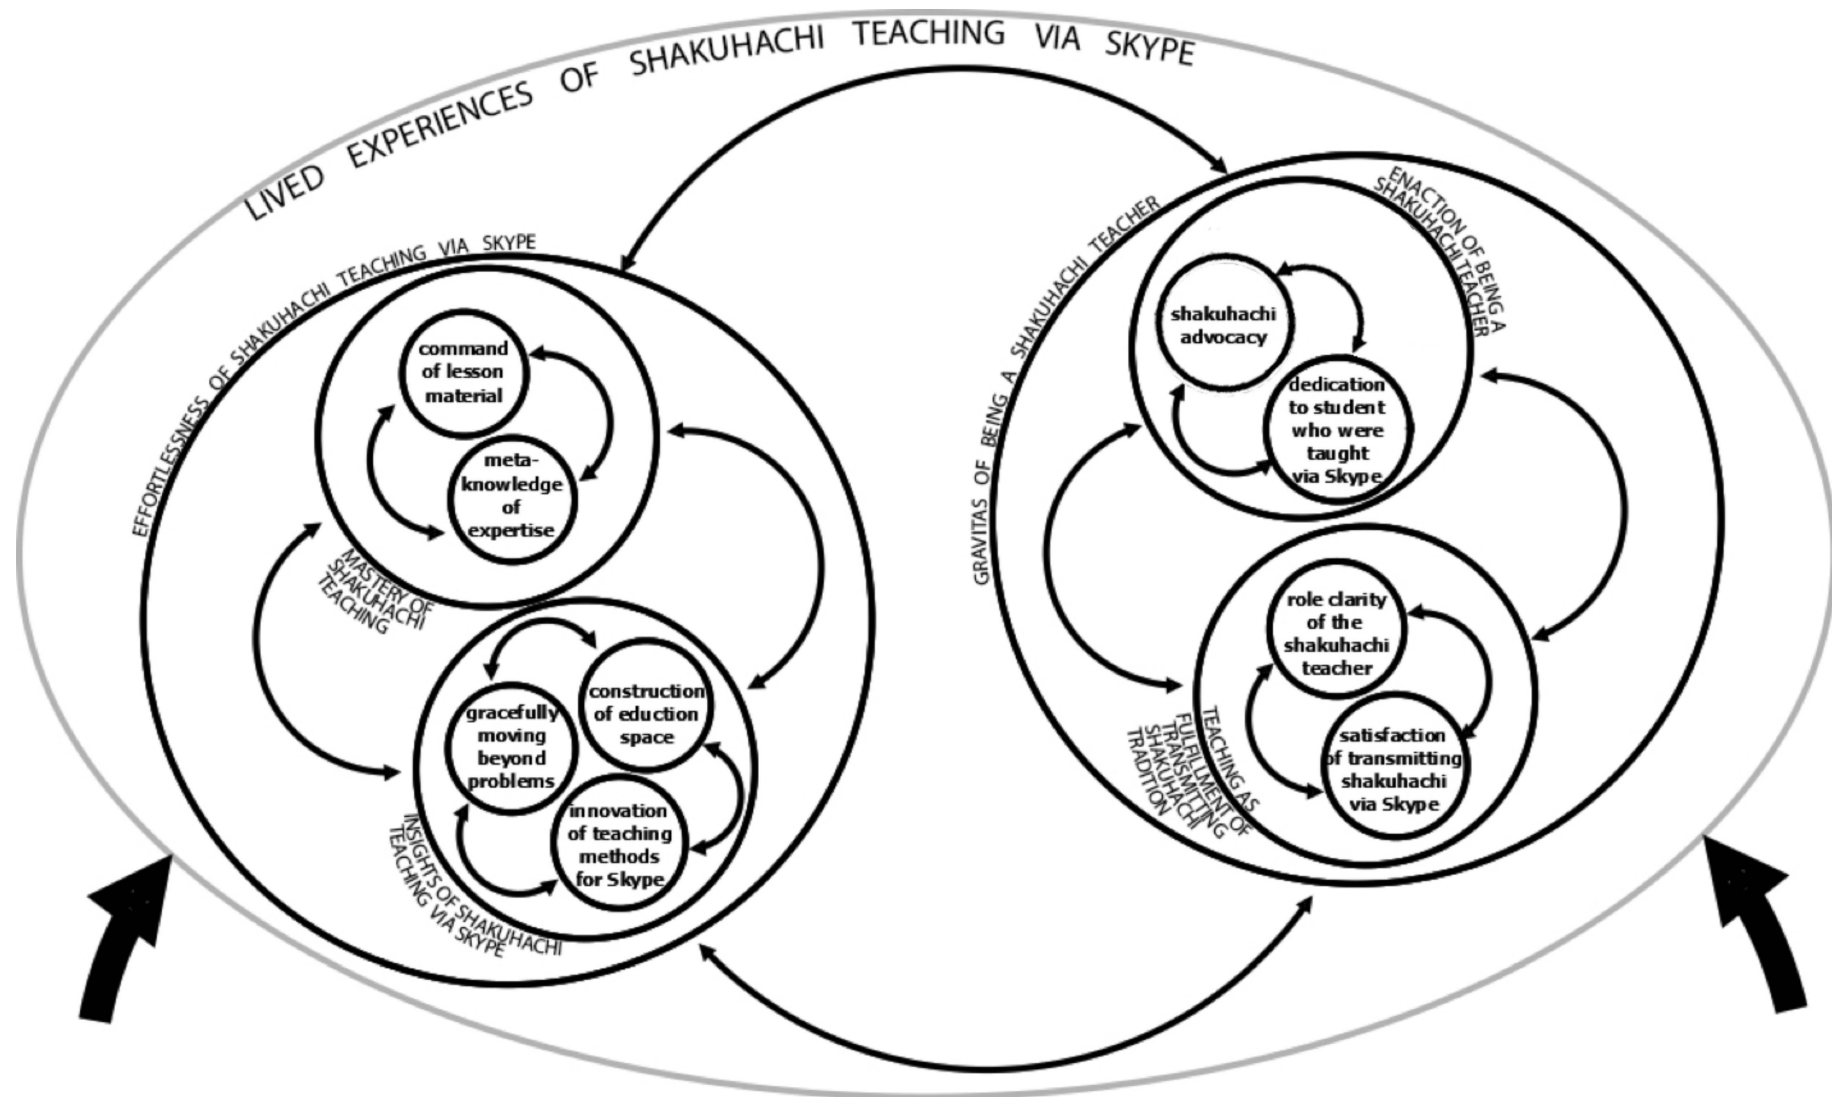 LIVED EXPERIENCES OF SHAKUHACHI TEACHING VIA SKYPE
EFFORTLESSNESS OF SHAKUHACHI TEACHING VIA SKYPE
command
of lesson
material
meta-
knowledge
of
expertise
MASTERY OF
SHAKUHACHI
TEACHING
gracefully
moving
beyond
problems
construction
of eduction
space
innovation
of teaching
methods
for Skype
INSIGHTS OF SHAKUHACHI
TEACHING VIA SKYPE
GRAVITAS OF BEING A SHAKUHACHI TEACHER
ENACTION OF BEING A
SHAKUHACHI TEACHER
shakuhachi
advocacy
dedication
to student
who were
taught
via Skype
role clarity
of the
shakuhachi
teacher
satisfaction
of transmitting
shakuhachi
via Skype
TEACHING AS
FULFILLMENT OF
TRANSMITTING
SHAKUHACHI
TRADITION